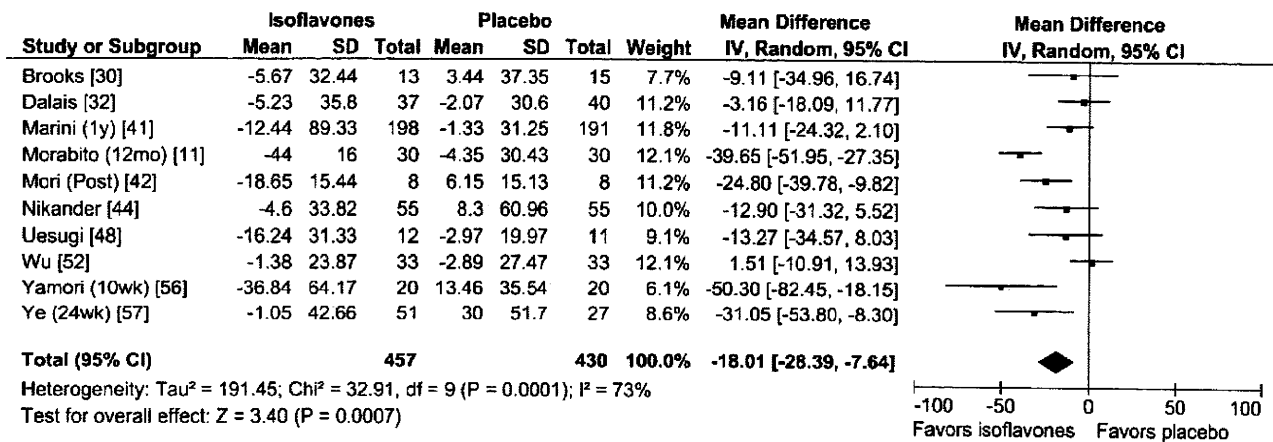 Isoflavones Placebo Mean Difference Mean Difference
Study or Subgroup Mean SD Total Mean SD Total Weight IV, Random, 95% CI IV, Random, 95% CI
Brooks [30] -5.67 32.44 13 3.44 37.35 15 7.7% -9.11 [-34.96, 16.74]
Dalais [32] -5.23 35.8 37 -2.07 30.6 40 11.2% -3.16 [-18.09, 11.77]
Marini (1y) [41] -12.44 89.33 198 -1.33 31.25 191 11.8% -11.11 [-24.32, 2.10]
Morabito (12mo) [11] -44 16 30 -4.35 30.43 30 12.1% -39.65 [-51.95, -27.35]
Mori (Post) [42] -18.65 15.44 8 6.15 15.13 8 11.2% -24.80 [-39.78, -9.82]
Nikander [44] -4.6 33.82 55 8.3 60.96 55 10.0% -12.90 [-31.32, 5.52]
Uesugi [48] -16.24 31.33 12 -2.97 19.97 11 9.1% -13.27 [-34.57, 8.03]
Wu [52] -1.38 23.87 33 -2.89 27.47 33 12.1% 1.51 [-10.91, 13.93]
Yamori (10wk) [56] -36.84 64.17 20 13.46 35.54 20 6.1% -50.30 [-82.45, -18.15]
Ye (24wk) [57] -1.05 42.66 51 30 51.7 27 8.6% -31.05 [-53.80, -8.30]
Total (95% CI) 457 430 100.0% -18.01 [-28.39, -7.64]
Heterogeneity: Tau² = 191.45; Chi² = 32.91, df = 9 (P = 0.0001); I² = 73%
Test for overall effect: Z = 3.40 (P = 0.0007)
-100 -50 0 50 100
Favors isoflavones Favors placebo